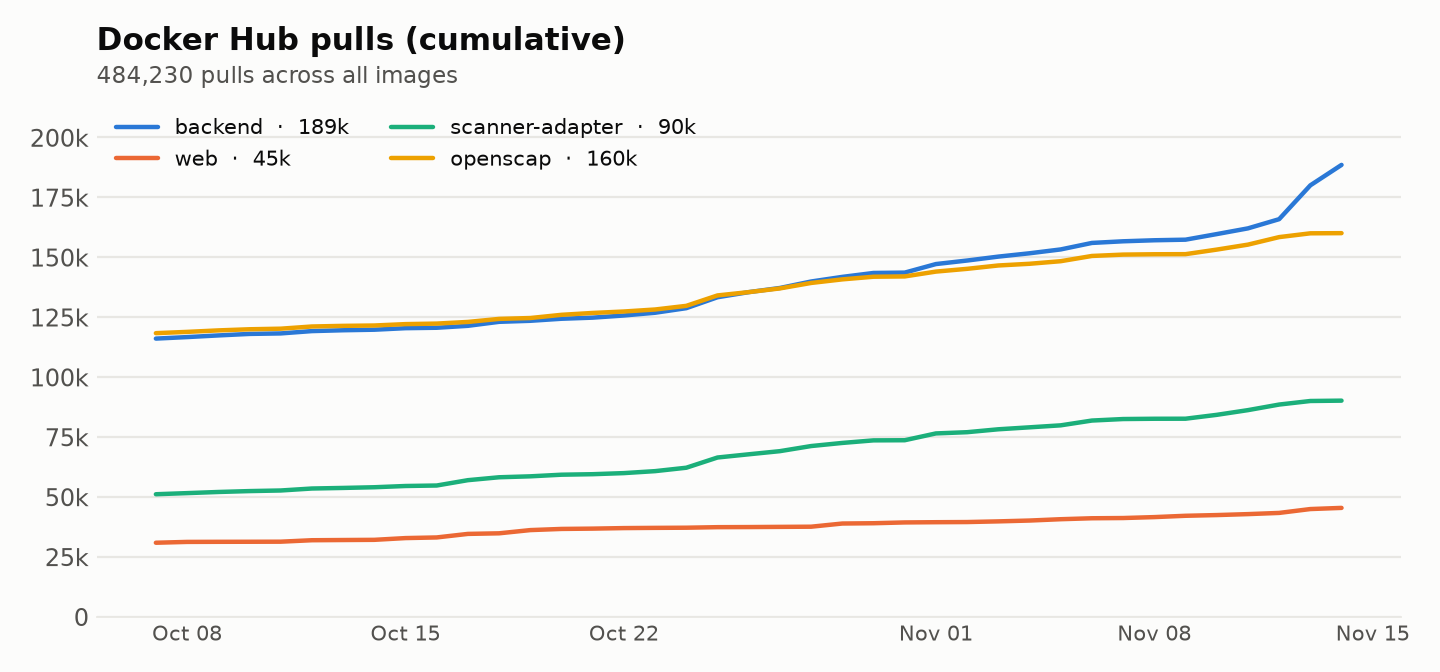 Docker Hub pulls (cumulative)
484,230 pulls across all images
backend · 189k
scanner-adapter · 90k
web · 45k
openscap · 160k
200k
175k
150k
125k
100k
75k
50k
25k
0
Oct 08
Oct 15
Oct 22
Nov 01
Nov 08
Nov 15